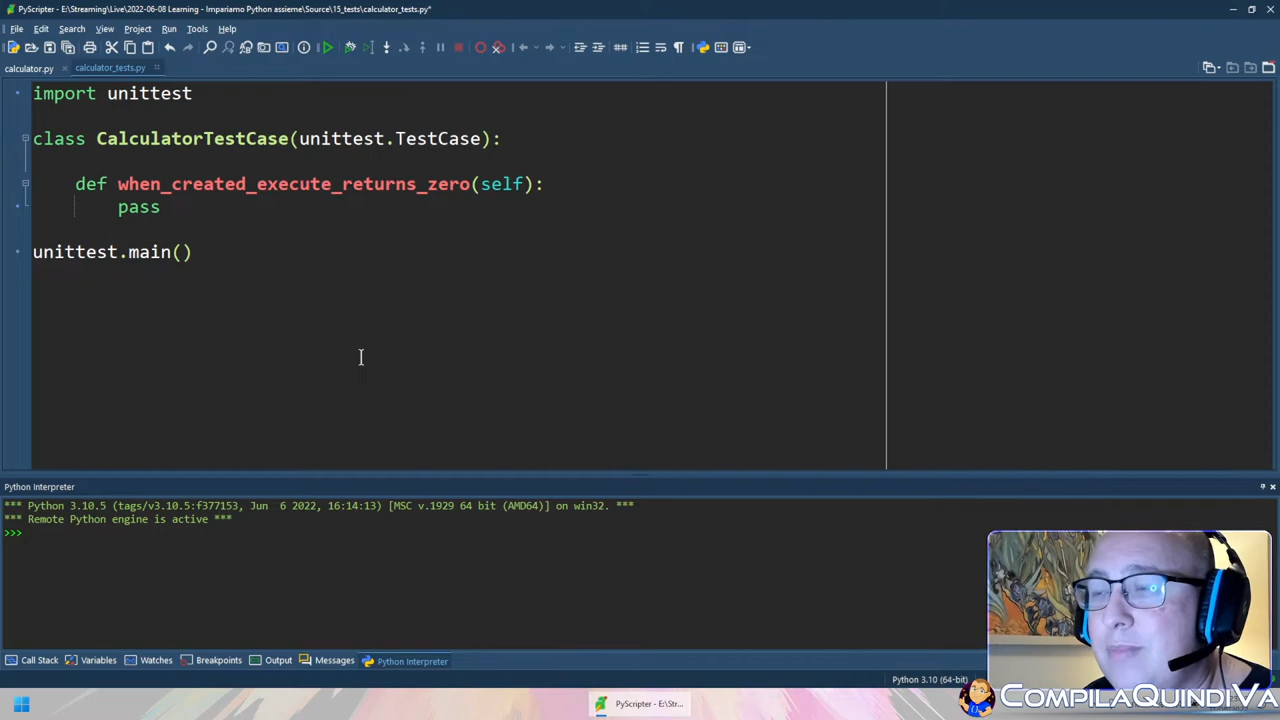 PyScripter - E:\Streaming\Live\2022-06-08 Learning - Impariamo Python assieme\Source\15_tests\calculator_tests.py*
File Edit Search View Project Run Tools Help
calculator.py calculator_tests.py
import unittest
class CalculatorTestCase(unittest.TestCase):
def when_created_execute_returns_zero(self):
pass
unittest.main()
Python Interpreter
*** Python 3.10.5 (tags/v3.10.5:f377153, Jun  6 2022, 16:14:13) [MSC v.1929 64 bit (AMD64)] on win32. ***
*** Remote Python engine is active ***
>>>
Call Stack Variables Watches Breakpoints Output Messages Python Interpreter
Python 3.10 (64-bit)
PyScripter - E:\Stre...
CompilaQuindiVa